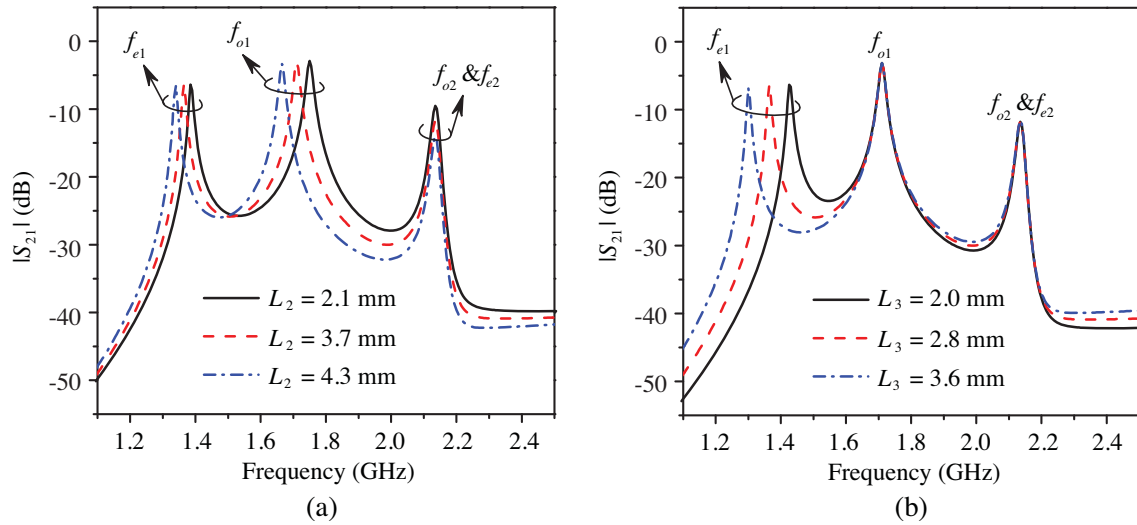 0
-10
-20
-30
-40
-50
|S21| (dB)
fe1
fo1
fo2 &fe2
L2 = 2.1 mm
L2 = 3.7 mm
L2 = 4.3 mm
1.2 1.4 1.6 1.8 2.0 2.2 2.4
Frequency (GHz)
(a)
0
-10
-20
-30
-40
-50
|S21| (dB)
fe1
fo1
fo2 &fe2
L3 = 2.0 mm
L3 = 2.8 mm
L3 = 3.6 mm
1.2 1.4 1.6 1.8 2.0 2.2 2.4
Frequency (GHz)
(b)